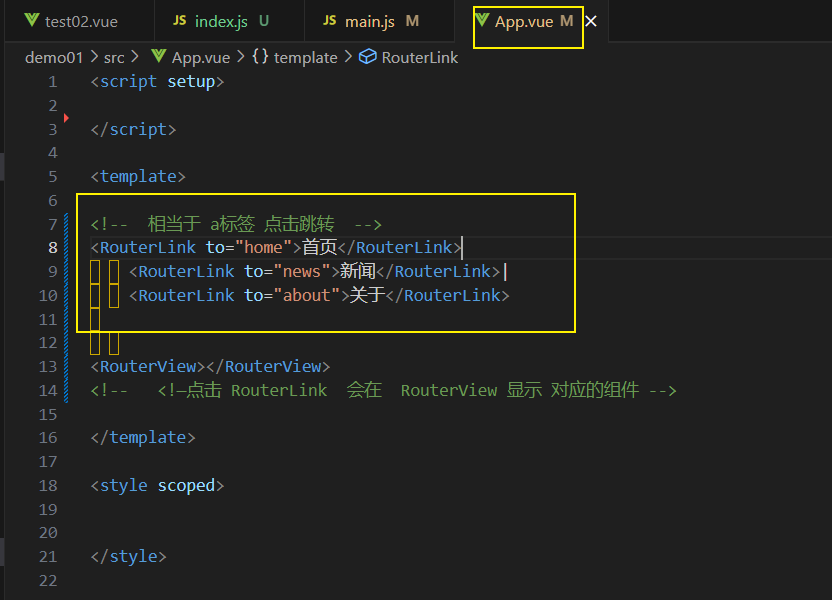 test02.vue JS index.js U JS main.js M App.vue M
demo01 > src > App.vue > {} template > RouterLink
1 <script setup>
2
3 </script>
4
5 <template>
6
7 <!--  相当于 a标签 点击跳转  -->
8 <RouterLink to="home">首页</RouterLink>
9 <RouterLink to="news">新闻</RouterLink>|
10 <RouterLink to="about">关于</RouterLink>
11
12
13 <RouterView></RouterView>
14 <!--   <!—点击 RouterLink  会在  RouterView 显示 对应的组件 -->
15
16 </template>
17
18 <style scoped>
19
20
21 </style>
22